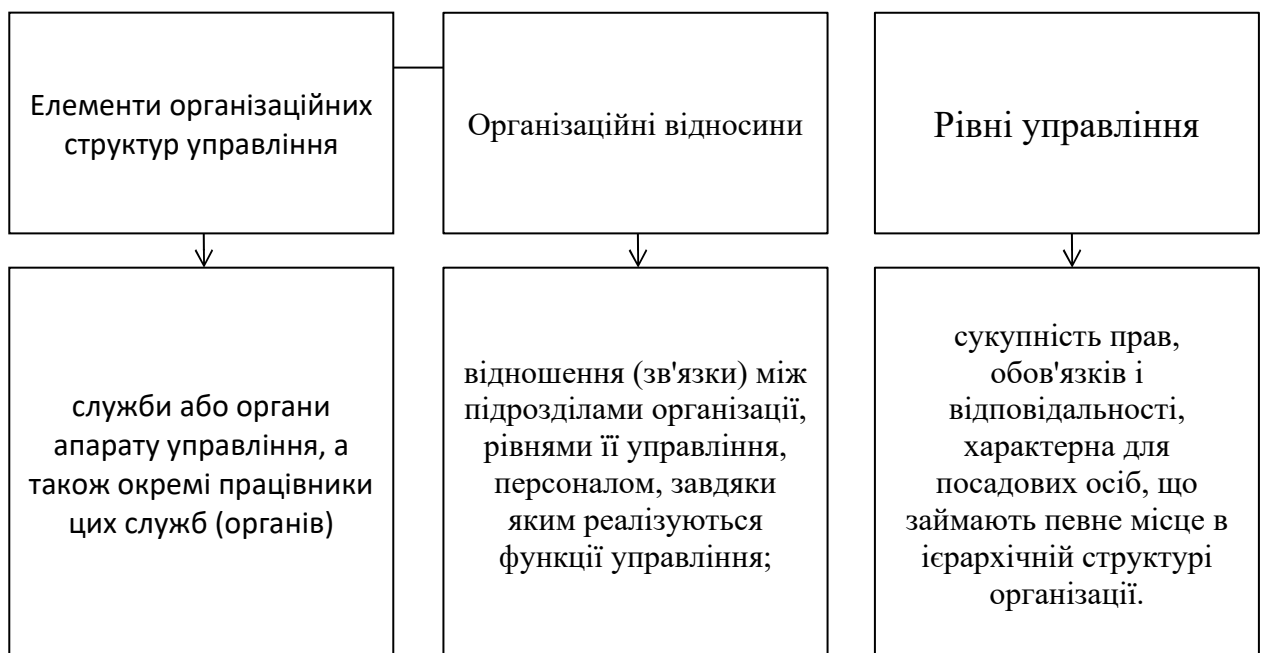 Елементи організаційних
структур управління
Організаційні відносини
Рівні управління
служби або органи
апарату управління, а
також окремі працівники
цих служб (органів)
відношення (зв'язки) між
підрозділами організації,
рівнями її управління,
персоналом, завдяки
яким реалізуються
функції управління;
сукупність прав,
обов'язків і
відповідальності,
характерна для
посадових осіб, що
займають певне місце в
ієрархічній структурі
організації.